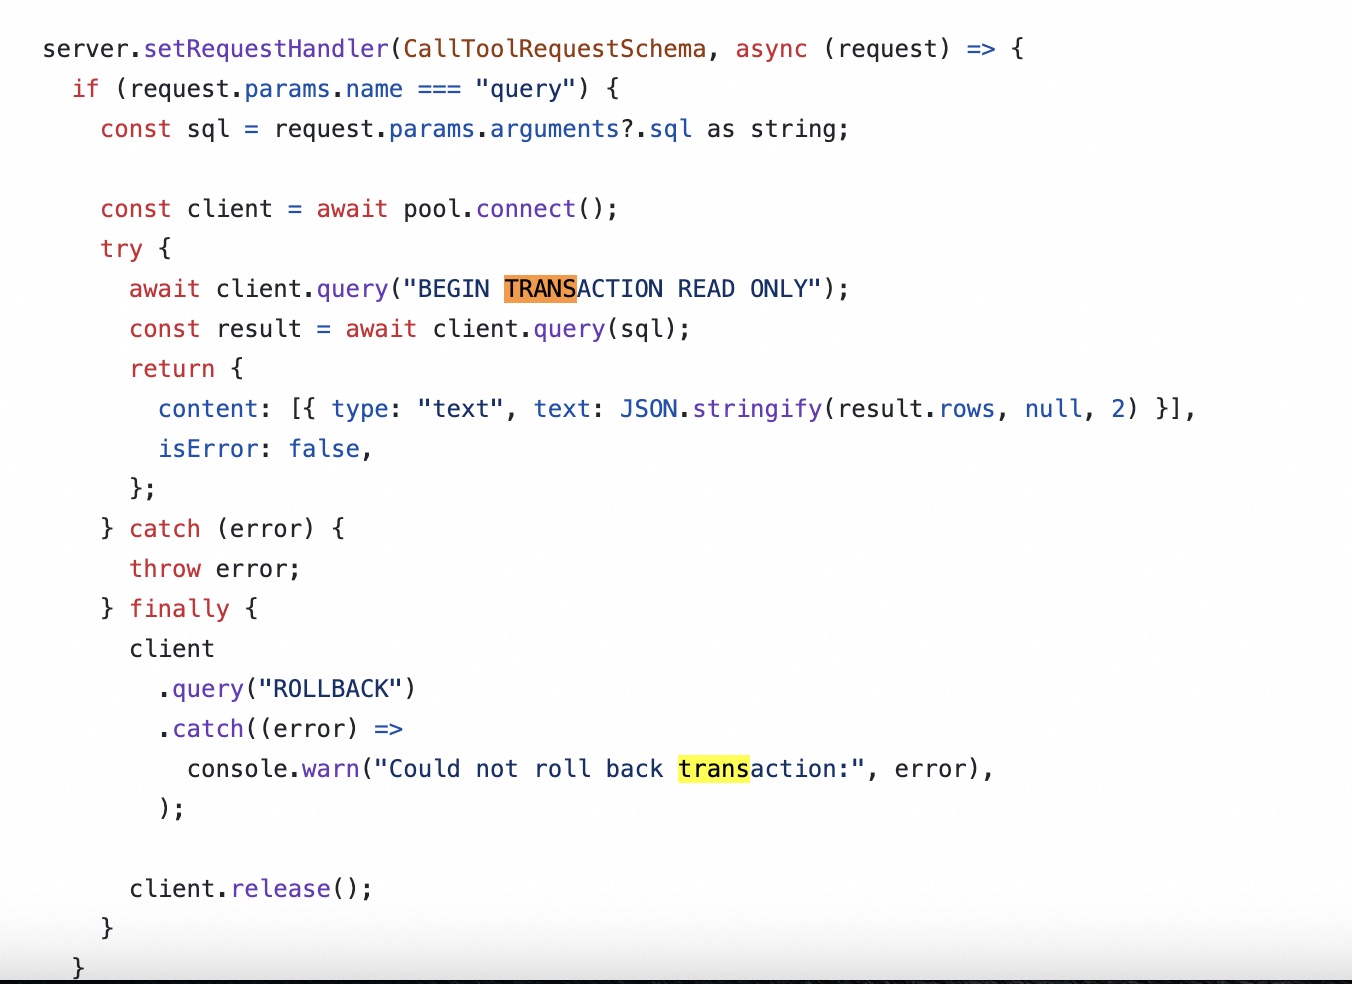 server.setRequestHandler(CallToolRequestSchema, async (request) => {
  if (request.params.name === "query") {
    const sql = request.params.arguments?.sql as string;

    const client = await pool.connect();
    try {
      await client.query("BEGIN TRANSACTION READ ONLY");
      const result = await client.query(sql);
      return {
        content: [{ type: "text", text: JSON.stringify(result.rows, null, 2) }],
        isError: false,
      };
    } catch (error) {
      throw error;
    } finally {
      client
        .query("ROLLBACK")
        .catch((error) =>
          console.warn("Could not roll back transaction:", error),
        );

      client.release();
    }
  }